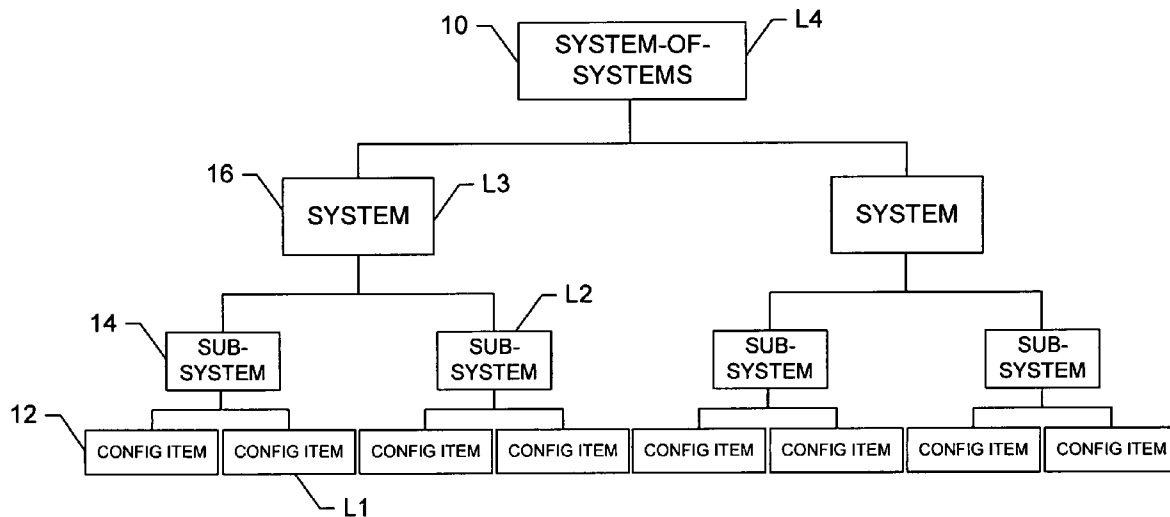 10
L4
SYSTEM-OF-
SYSTEMS
16
L3
SYSTEM
SYSTEM
14
L2
SUB-
SYSTEM
SUB-
SYSTEM
SUB-
SYSTEM
SUB-
SYSTEM
12
CONFIG ITEM
CONFIG ITEM
CONFIG ITEM
CONFIG ITEM
CONFIG ITEM
CONFIG ITEM
CONFIG ITEM
CONFIG ITEM
L1